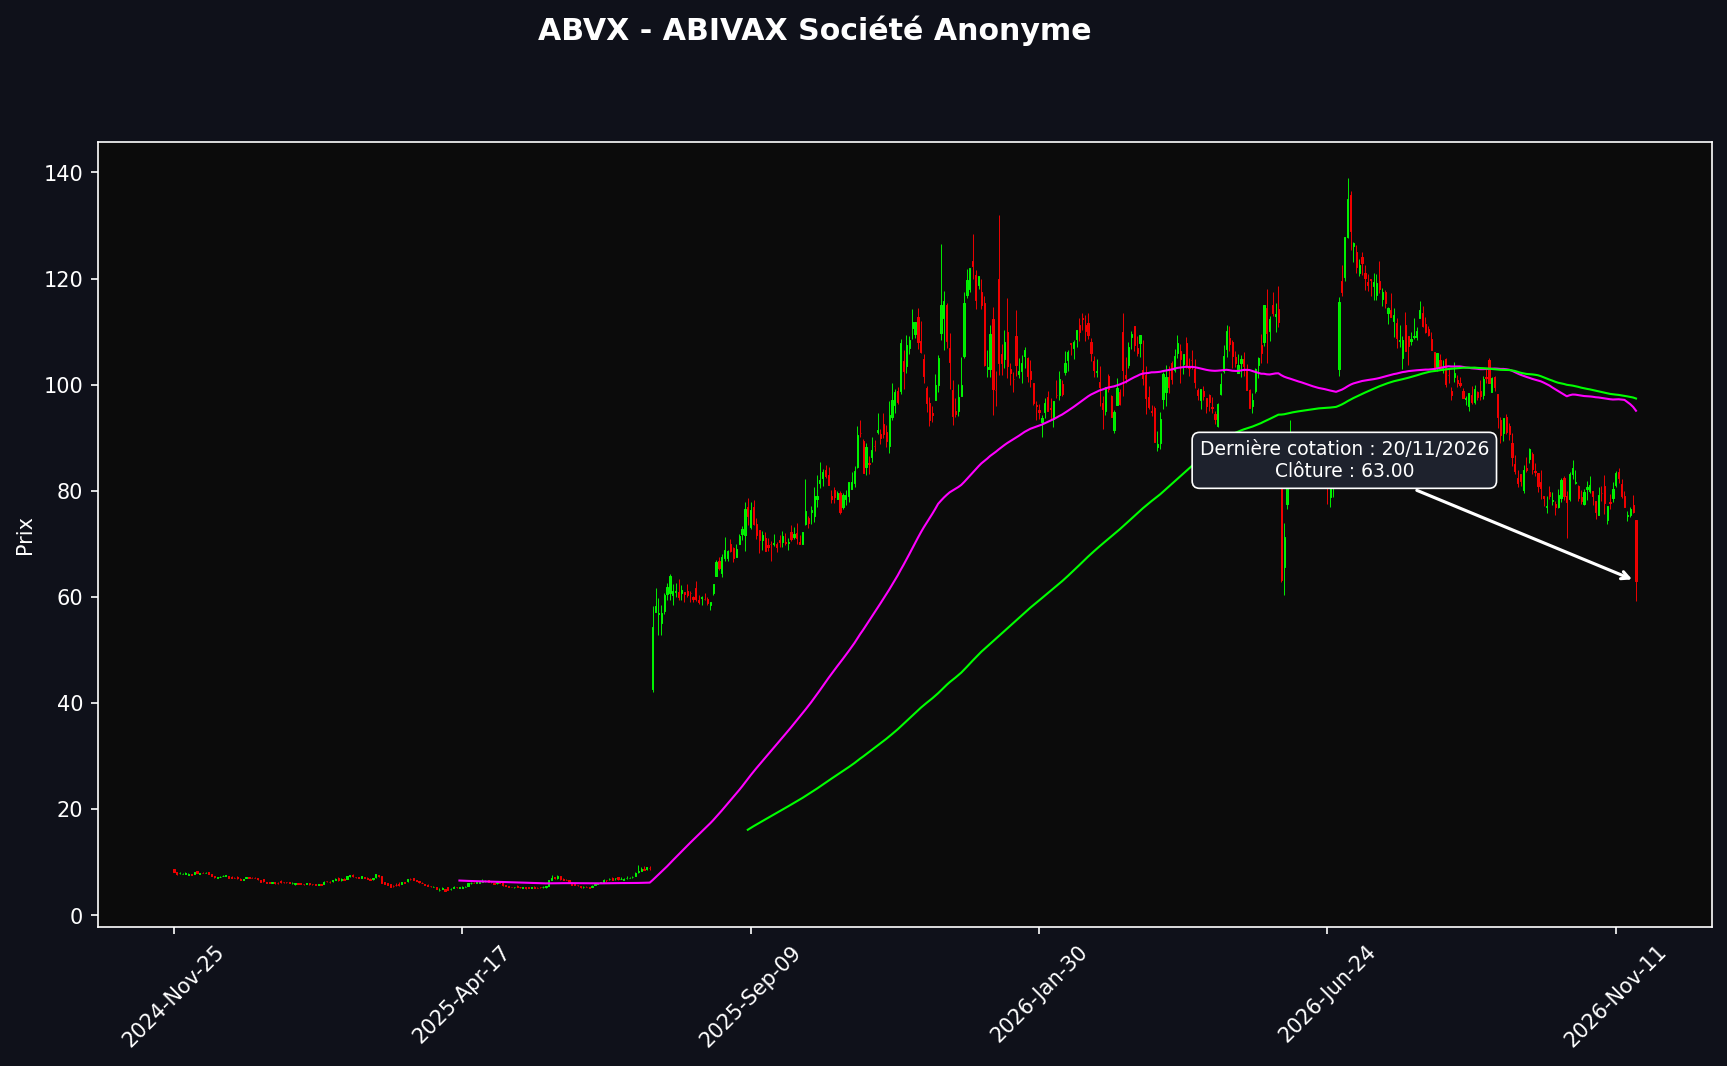 ABVX - ABIVAX Société Anonyme
Prix
140
120
100
80
60
40
20
0
Dernière cotation : 20/11/2026
Clôture : 63.00
2024-Nov-25
2025-Apr-17
2025-Sep-09
2026-Jan-30
2026-Jun-24
2026-Nov-11